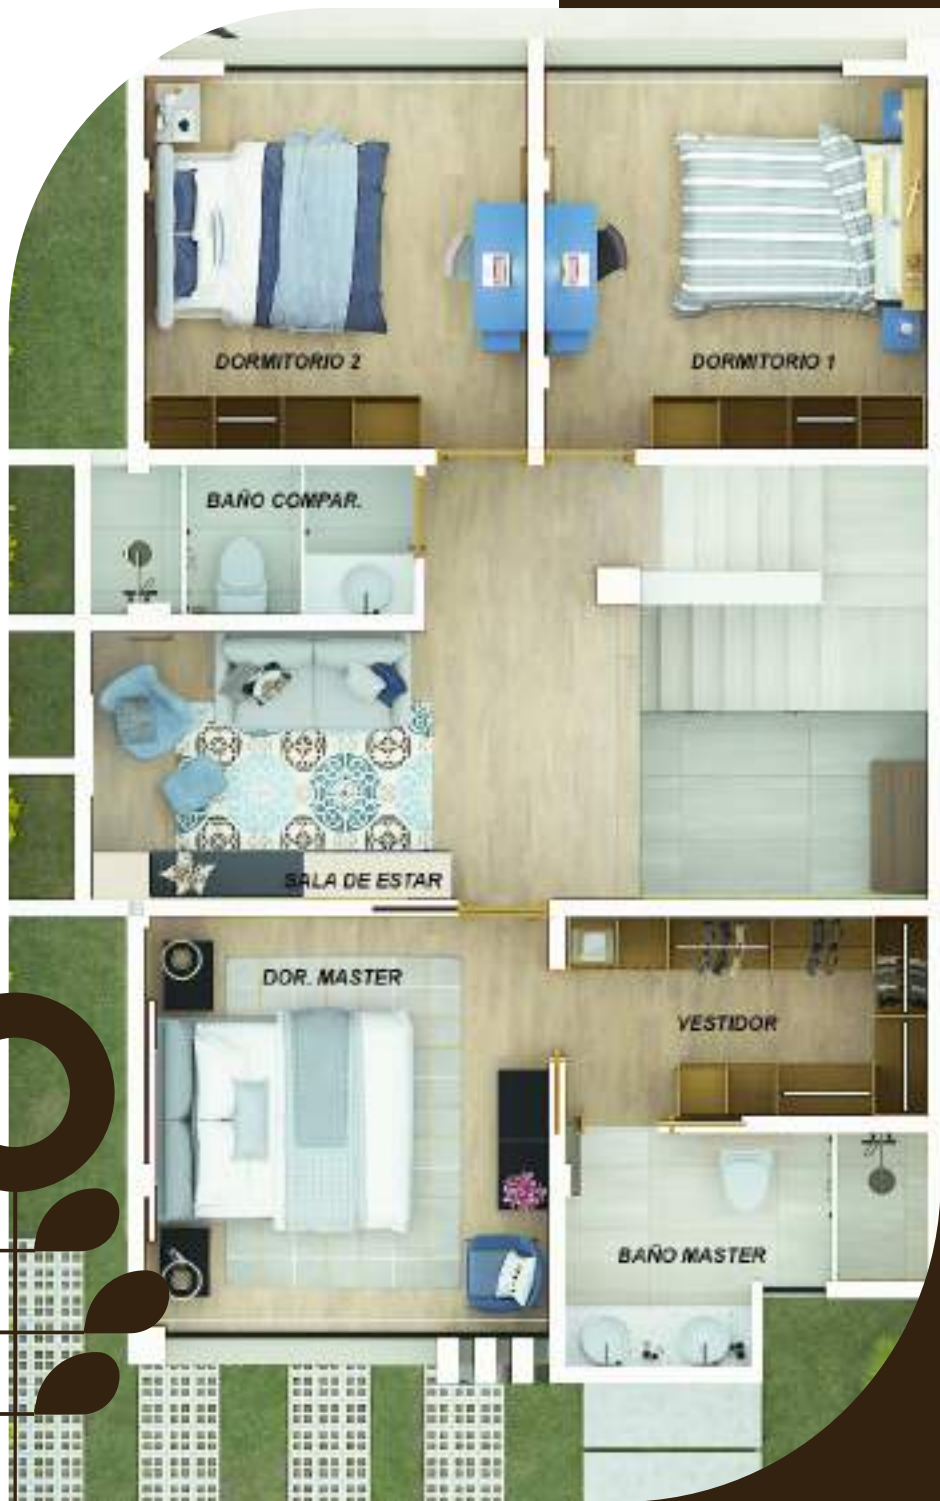 DORMITORIO 2
DORMITORIO 1
BAÑO COMPAR.
SALA DE ESTAR
DOR. MASTER
VESTIDOR
BAÑO MASTER